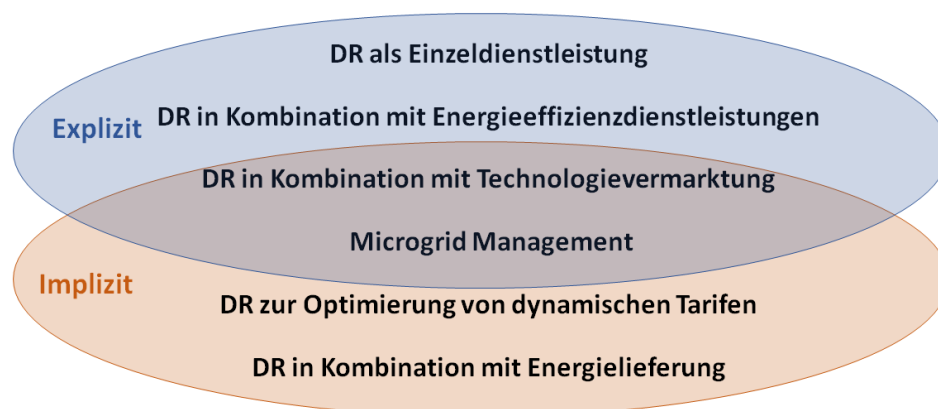 DR als Einzeldienstleistung
Explizit
DR in Kombination mit Energieeffizienzdienstleistungen
DR in Kombination mit Technologievermarktung
Microgrid Management
Implizit
DR zur Optimierung von dynamischen Tarifen
DR in Kombination mit Energielieferung